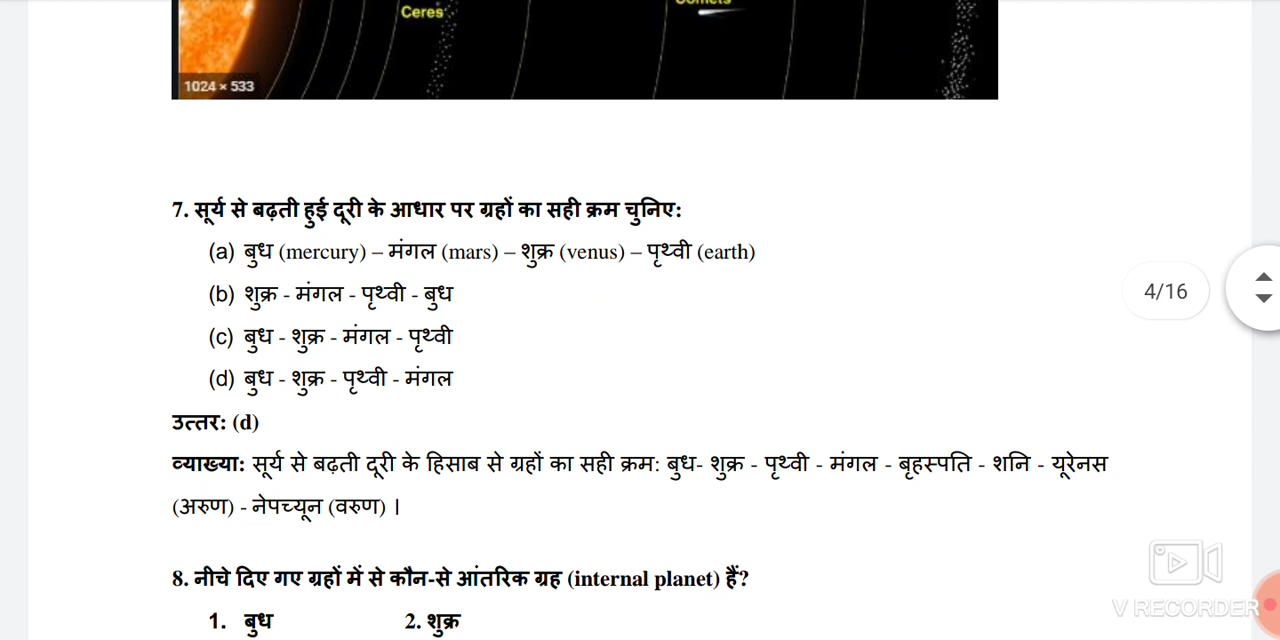 Ceres
Comets
1024 × 533
7. सूर्य से बढ़ती हुई दूरी के आधार पर ग्रहों का सही क्रम चुनिए:
(a) बुध (mercury) – मंगल (mars) – शुक्र (venus) – पृथ्वी (earth)
(b) शुक्र - मंगल - पृथ्वी - बुध
(c) बुध - शुक्र - मंगल - पृथ्वी
(d) बुध - शुक्र - पृथ्वी - मंगल
4/16
उत्तर: (d)
व्याख्या: सूर्य से बढ़ती दूरी के हिसाब से ग्रहों का सही क्रम: बुध- शुक्र - पृथ्वी - मंगल - बृहस्पति - शनि - यूरेनस
(अरुण) - नेपच्यून (वरुण) ।
8. नीचे दिए गए ग्रहों में से कौन-से आंतरिक ग्रह (internal planet) हैं?
1. बुध 2. शुक्र
V RECORDER